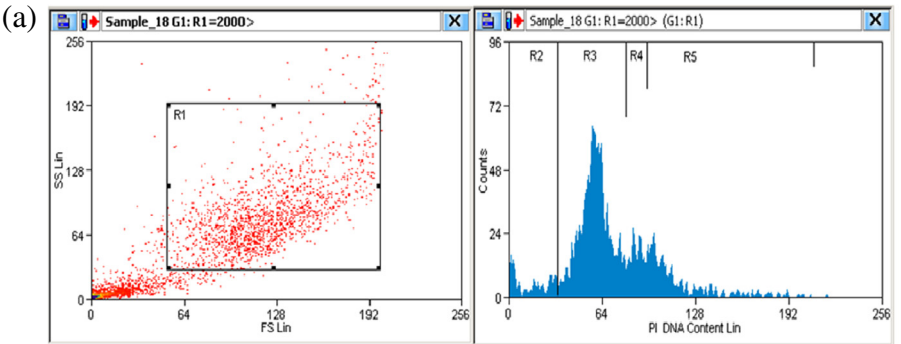 (a)
Sample_18 G1: R1=2000>
X
256
192
128
64
0
SS Lin
R1
0 64 128 192 256
FS Lin
Sample_18 G1: R1=2000> (G1: R1)
X
96
72
48
24
0
Counts
R2 R3 R4 R5
0 64 128 192 256
PI DNA Content Lin